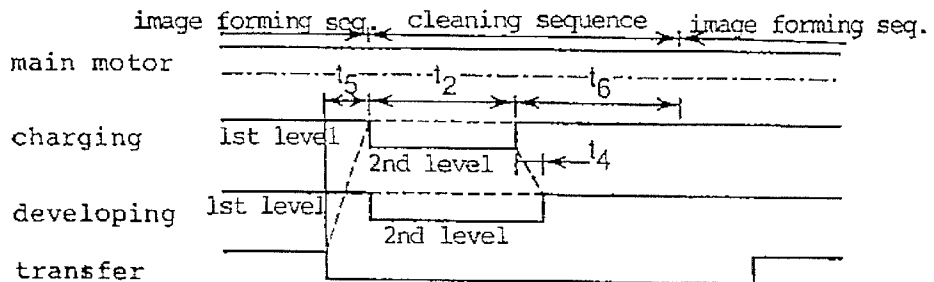 image forming seq. cleaning sequence image forming seq.
main motor
t5 t2 t6
charging 1st level
2nd level t4
developing 1st level
2nd level
transfer